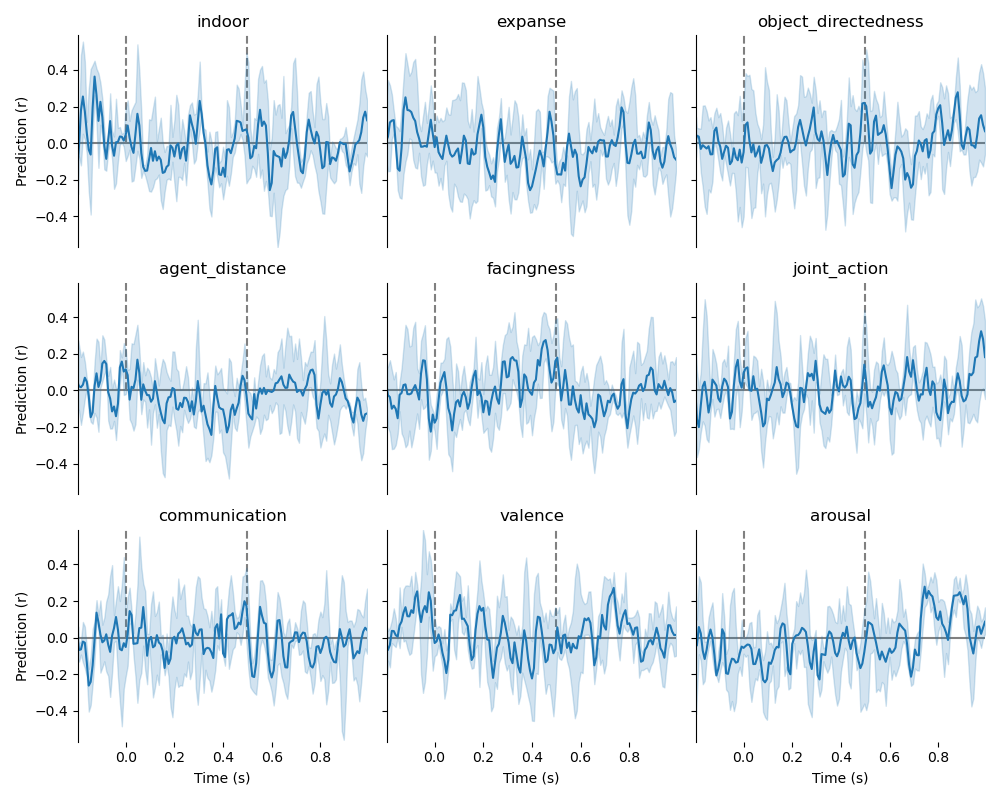 indoor
expanse
object_directedness
Prediction (r)
0.4
0.2
0.0
−0.2
−0.4
agent_distance
facingness
joint_action
Prediction (r)
0.4
0.2
0.0
−0.2
−0.4
communication
valence
arousal
Prediction (r)
0.4
0.2
0.0
−0.2
−0.4
0.0 0.2 0.4 0.6 0.8
0.0 0.2 0.4 0.6 0.8
0.0 0.2 0.4 0.6 0.8
Time (s)
Time (s)
Time (s)